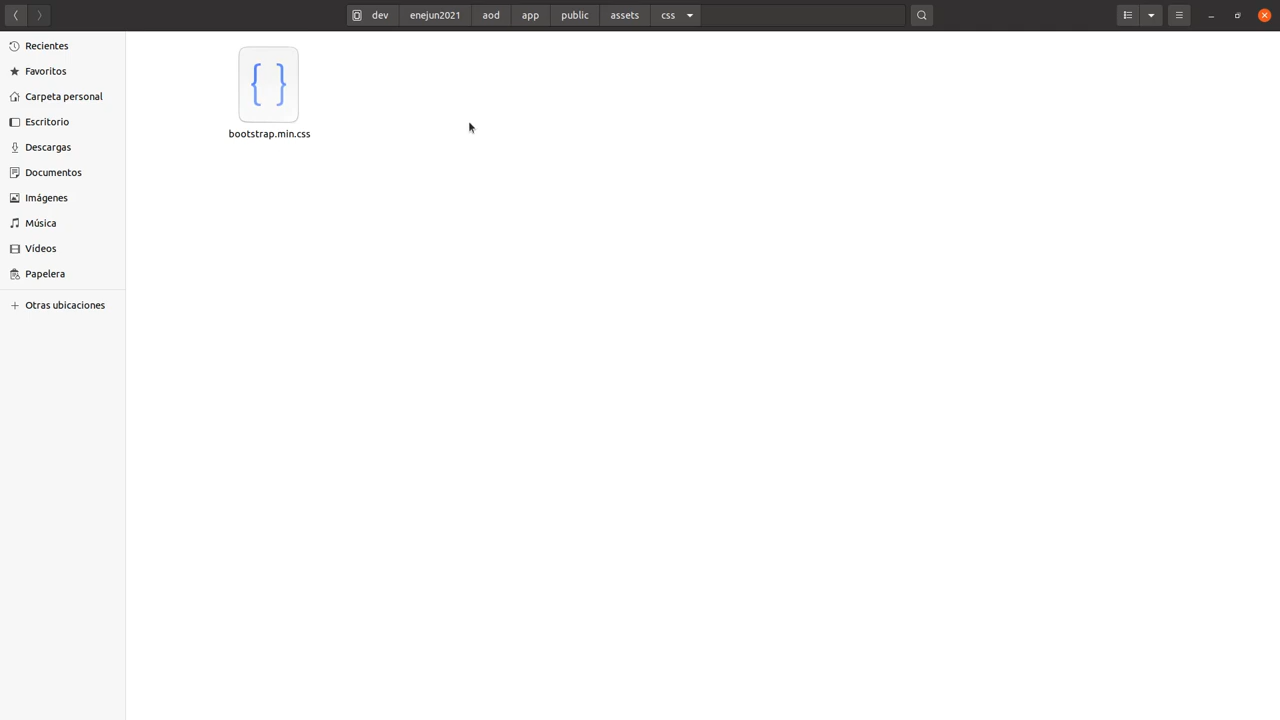 dev enejun2021 aod app public assets css
Recientes
Favoritos
Carpeta personal
Escritorio
Descargas
Documentos
Imágenes
Música
Vídeos
Papelera
Otras ubicaciones
{ }
bootstrap.min.css